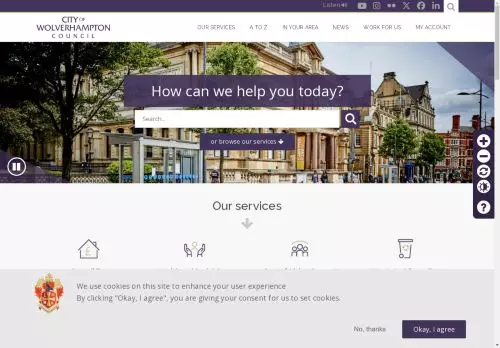 Listen
CITY OF
WOLVERHAMPTON
COUNCIL
OUR SERVICES
A TO Z
IN YOUR AREA
NEWS
WORK FOR US
MY ACCOUNT
How can we help you today?
Search...
or browse our services
Our services
We use cookies on this site to enhance your user experience
By clicking "Okay, I agree", you are giving your consent for us to set cookies.
No, thanks
Okay, I agree